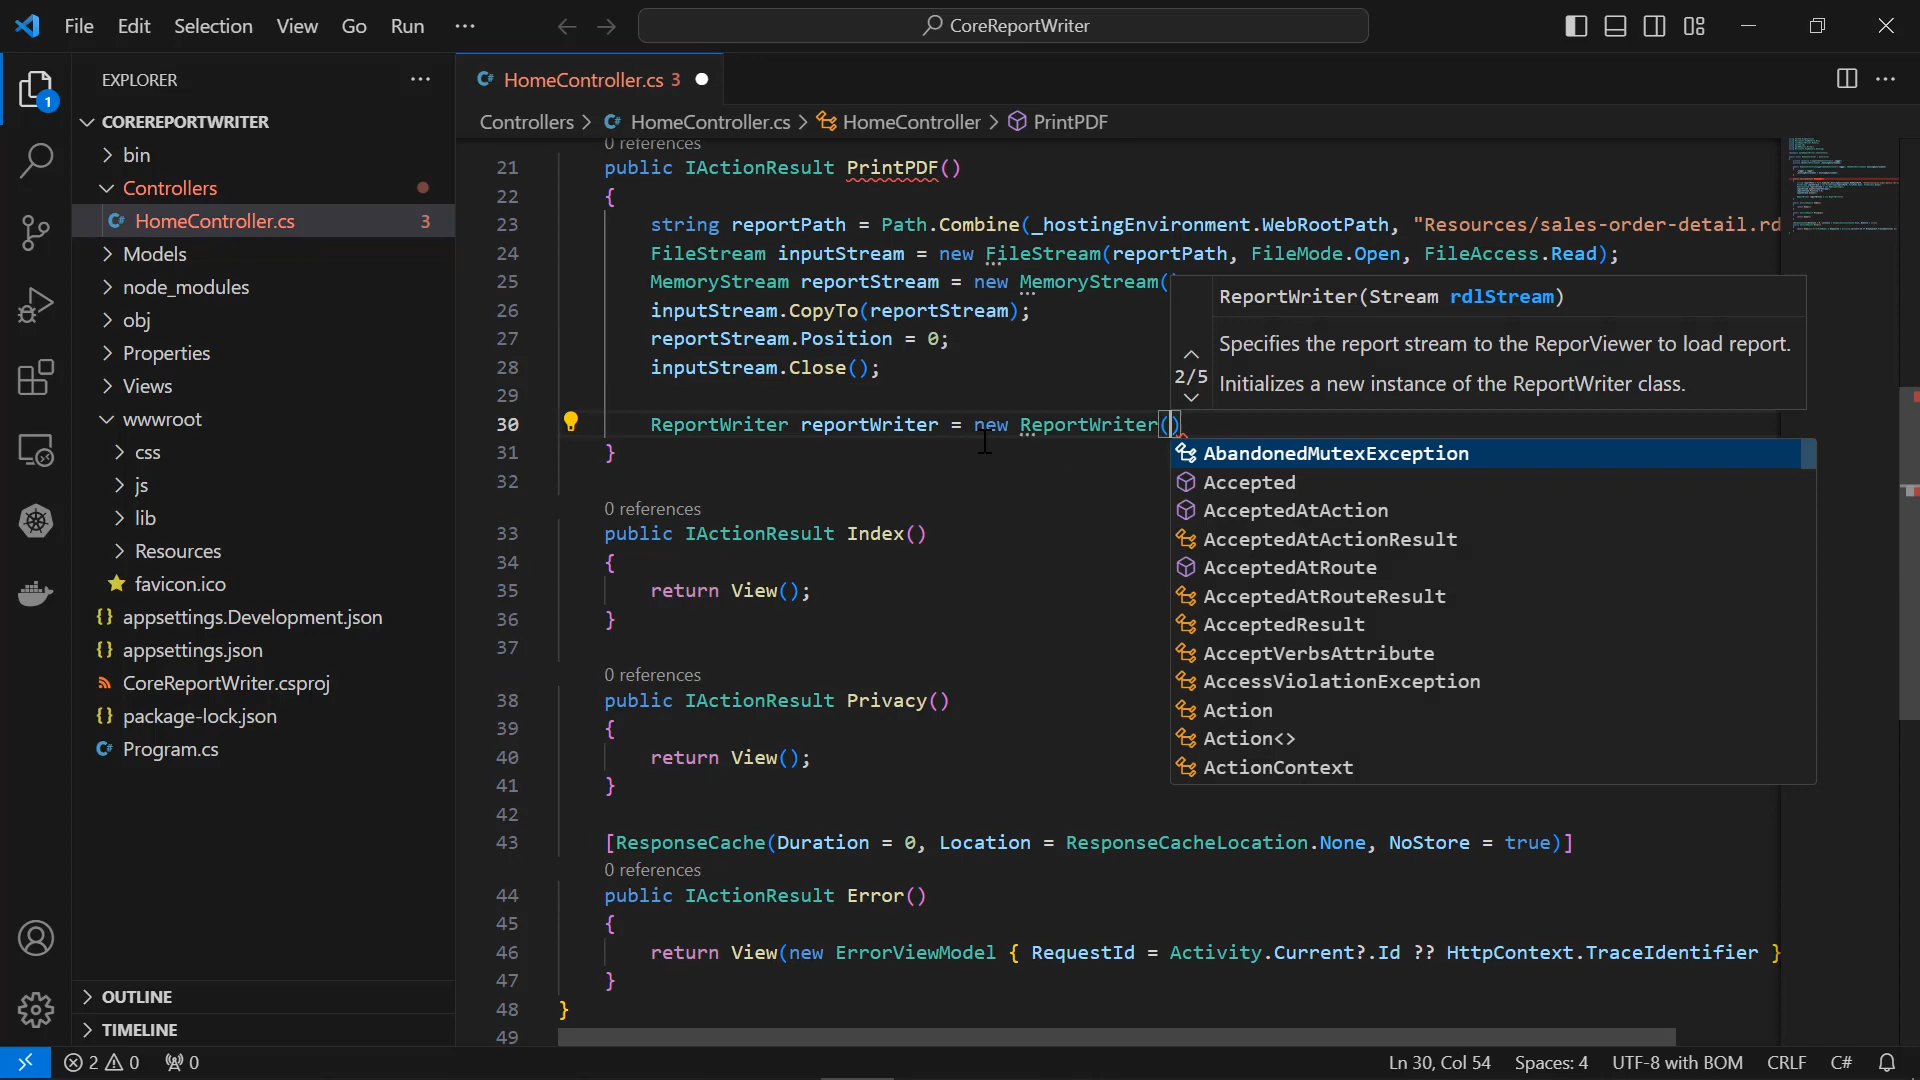 File Edit Selection View Go Run ···
CoreReportWriter
EXPLORER
1
COREREPORTWRITER
bin
Controllers
HomeController.cs 3
Models
node_modules
obj
Properties
Views
wwwroot
css
js
lib
Resources
favicon.ico
appsettings.Development.json
appsettings.json
CoreReportWriter.csproj
package-lock.json
Program.cs
OUTLINE
TIMELINE
HomeController.cs 3
Controllers > HomeController.cs > HomeController > PrintPDF
0 references
21 public IActionResult PrintPDF()
22 {
23 string reportPath = Path.Combine(_hostingEnvironment.WebRootPath, "Resources/sales-order-detail.rd
24 FileStream inputStream = new FileStream(reportPath, FileMode.Open, FileAccess.Read);
25 MemoryStream reportStream = new MemoryStream(
26 inputStream.CopyTo(reportStream);
27 reportStream.Position = 0;
28 inputStream.Close();
29
30 ReportWriter reportWriter = new ReportWriter()
31 }
32
0 references
33 public IActionResult Index()
34 {
35 return View();
36 }
37
0 references
38 public IActionResult Privacy()
39 {
40 return View();
41 }
42
43 [ResponseCache(Duration = 0, Location = ResponseCacheLocation.None, NoStore = true)]
0 references
44 public IActionResult Error()
45 {
46 return View(new ErrorViewModel { RequestId = Activity.Current?.Id ?? HttpContext.TraceIdentifier }
47 }
48 }
49
ReportWriter(Stream rdlStream)
Specifies the report stream to the ReporViewer to load report.
2/5
Initializes a new instance of the ReportWriter class.
AbandonedMutexException
Accepted
AcceptedAtAction
AcceptedAtActionResult
AcceptedAtRoute
AcceptedAtRouteResult
AcceptedResult
AcceptVerbsAttribute
AccessViolationException
Action
Action<>
ActionContext
2 0 0
Ln 30, Col 54 Spaces: 4 UTF-8 with BOM CRLF C#